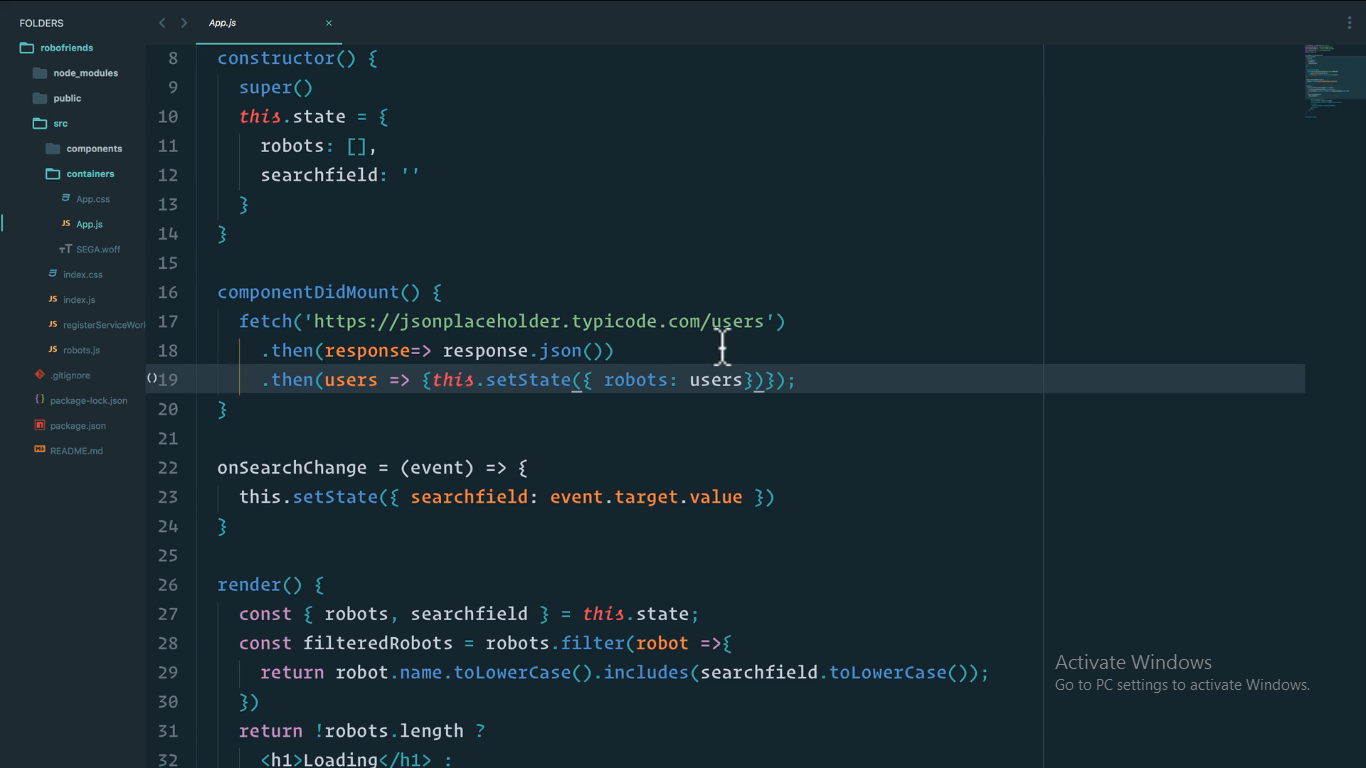 FOLDERS
robofriends
node_modules
public
src
components
containers
App.css
App.js
SEGA.woff
index.css
index.js
registerServiceWor
robots.js
.gitignore
package-lock.json
package.json
README.md
App.js
8 constructor() {
9 super()
10 this.state = {
11 robots: [],
12 searchfield: ''
13 }
14 }
15
16 componentDidMount() {
17 fetch('https://jsonplaceholder.typicode.com/users')
18 .then(response=> response.json())
19 .then(users => {this.setState({ robots: users})});
20 }
21
22 onSearchChange = (event) => {
23 this.setState({ searchfield: event.target.value })
24 }
25
26 render() {
27 const { robots, searchfield } = this.state;
28 const filteredRobots = robots.filter(robot =>{
29 return robot.name.toLowerCase().includes(searchfield.toLowerCase());
30 })
31 return !robots.length ?
32 <h1>Loading</h1> :
Activate Windows
Go to PC settings to activate Windows.